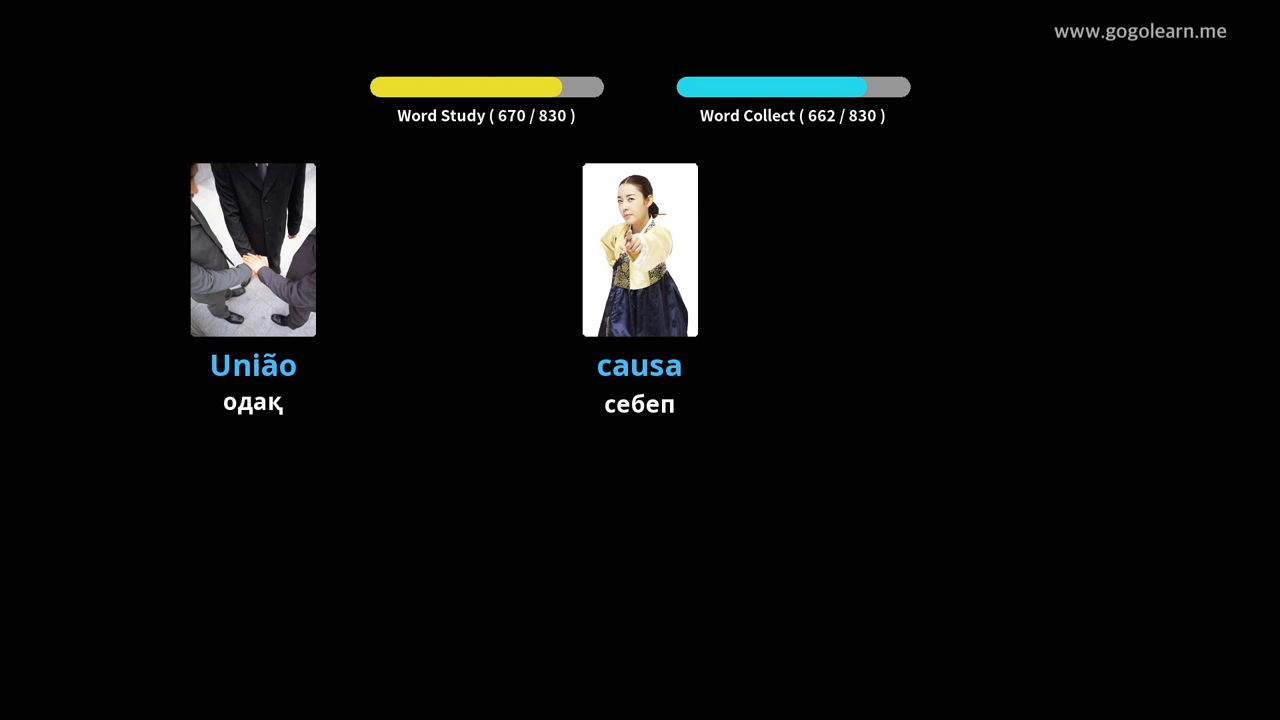 www.gogolearn.me
Word Study ( 670 / 830 )
Word Collect ( 662 / 830 )
União
одақ
causa
себеп